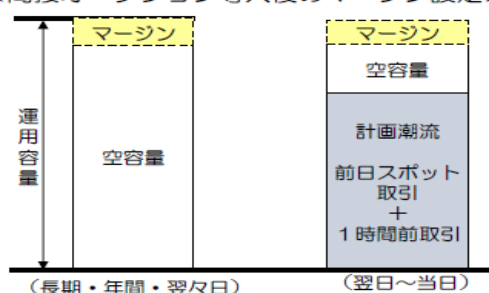 マージン
空容量
運用容量
マージン
空容量
計画潮流
前日スポット
取引
+
1時間前取引
(長期・年間・翌々日)
(翌日～当日)